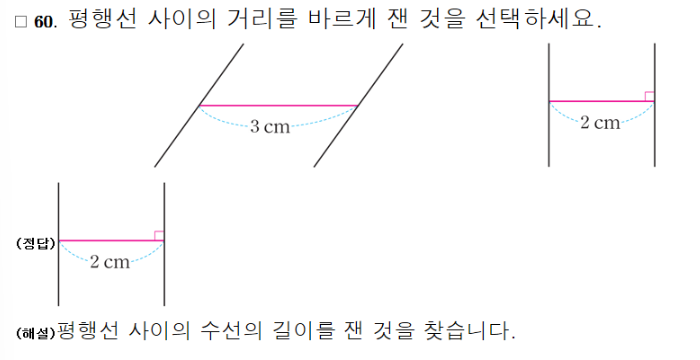 □ 60. 평행선 사이의 거리를 바르게 잰 것을 선택하세요.
3 cm
2 cm
(정답)
2 cm
(해설)평행선 사이의 수선의 길이를 잰 것을 찾습니다.